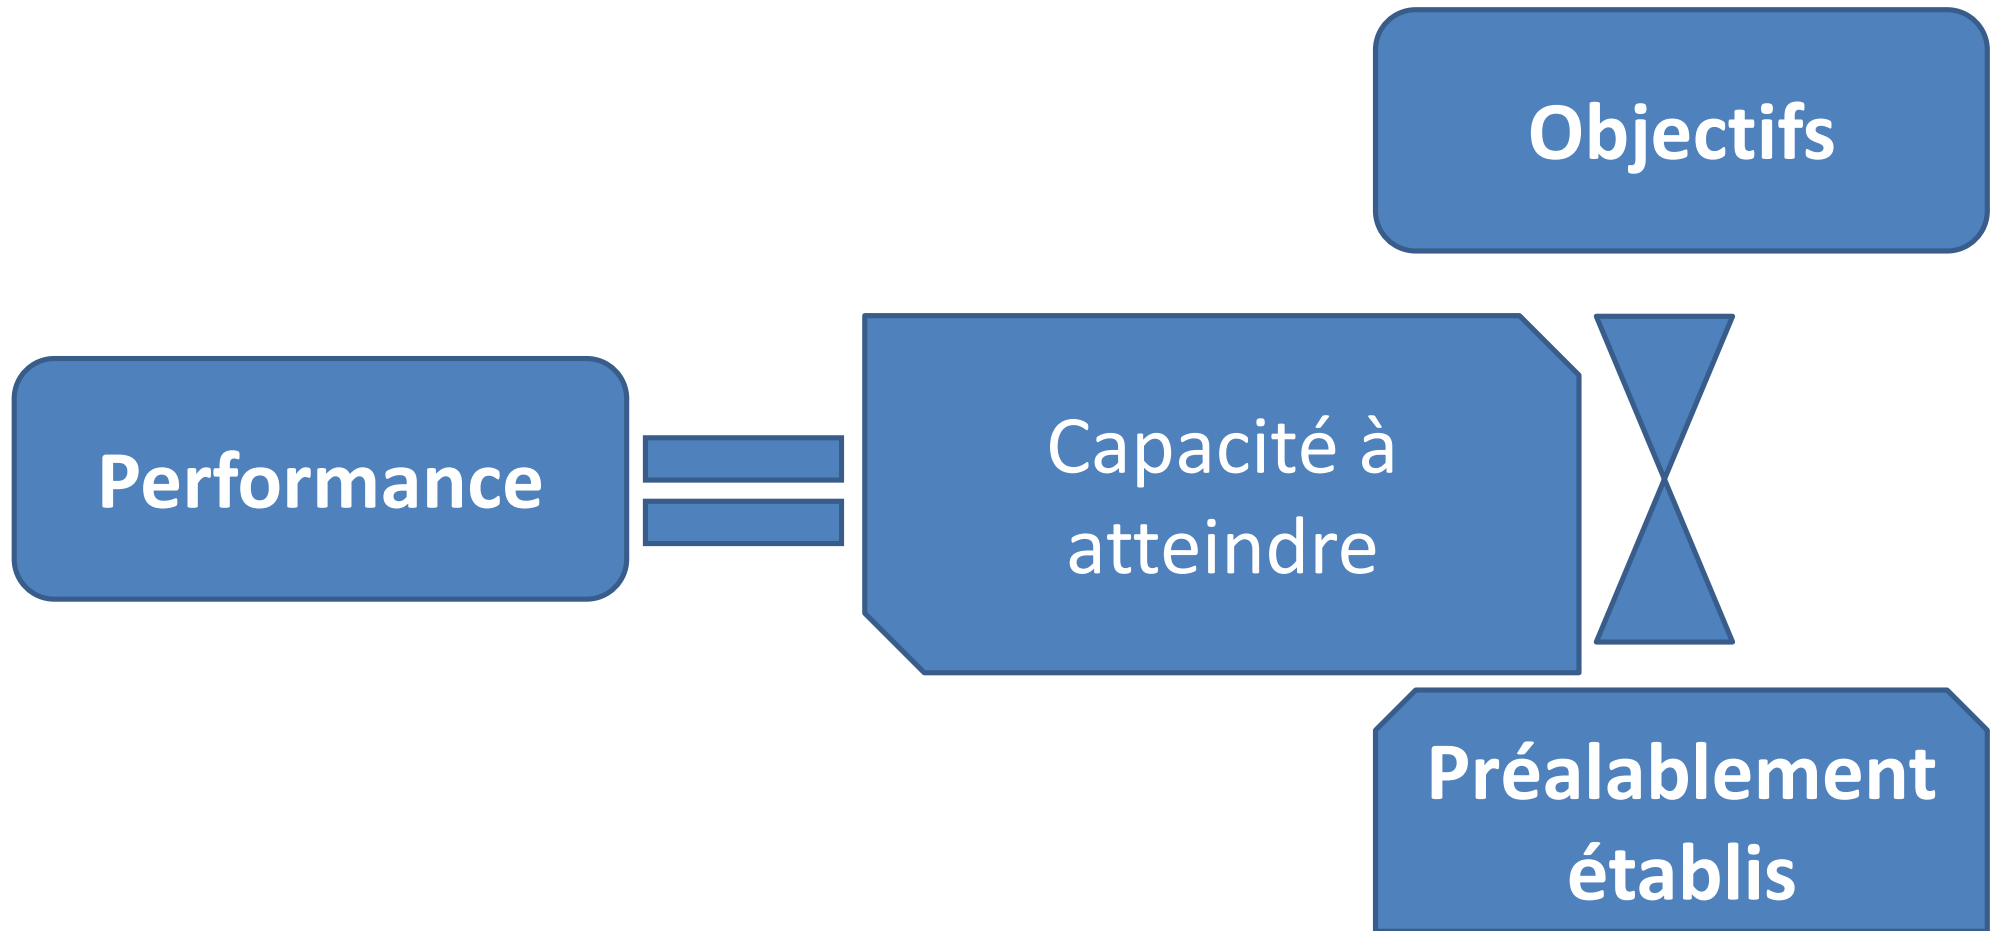 Objectifs
Performance
Capacité à
atteindre
Préalablement
établis